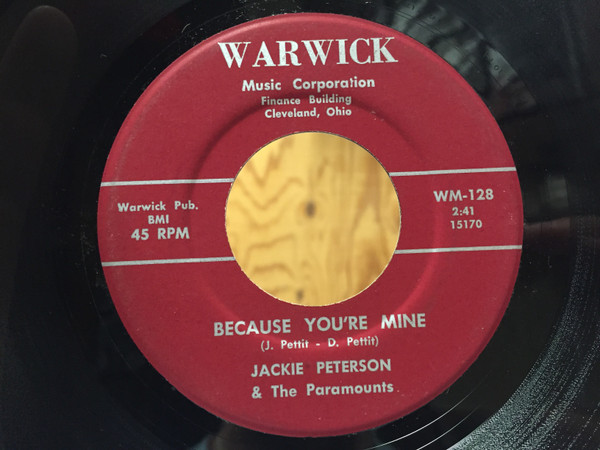 WARWICK
Music Corporation
Finance Building
Cleveland, Ohio
Warwick Pub.
BMI
45 RPM
WM-128
2:41
15170
BECAUSE YOU'RE MINE
(J. Pettit - D. Pettit)
JACKIE PETERSON
& The Paramounts